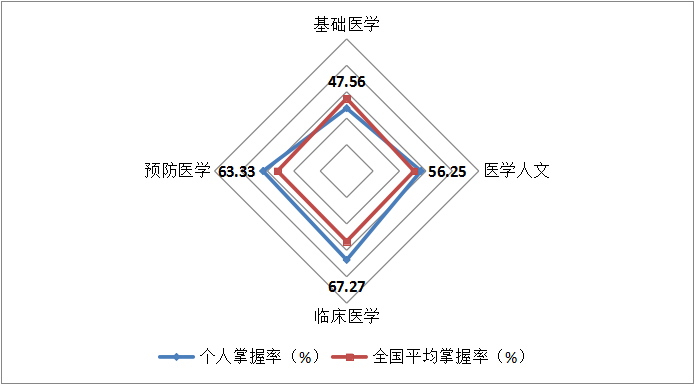 基础医学
47.56
预防医学 63.33 56.25 医学人文
67.27
临床医学
个人掌握率（%） 全国平均掌握率（%）